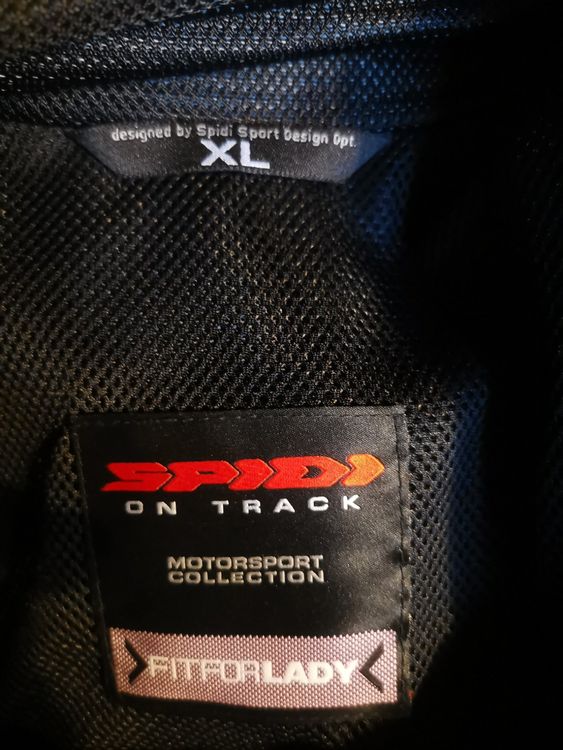 designed by Spidi Sport Design Dpt.
XL
SPIDI
ON TRACK
MOTORSPORT
COLLECTION
FITFORLADY